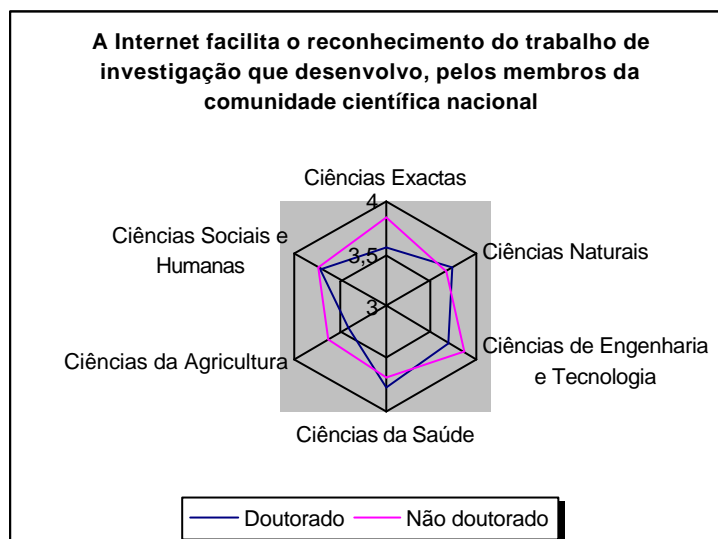 A Internet facilita o reconhecimento do trabalho de
investigação que desenvolvo, pelos membros da
comunidade científica nacional
Ciências Exactas
4
Ciências Sociais e
Humanas
3,5
Ciências Naturais
3
Ciências da Agricultura
Ciências de Engenharia
e Tecnologia
Ciências da Saúde
Doutorado
Não doutorado